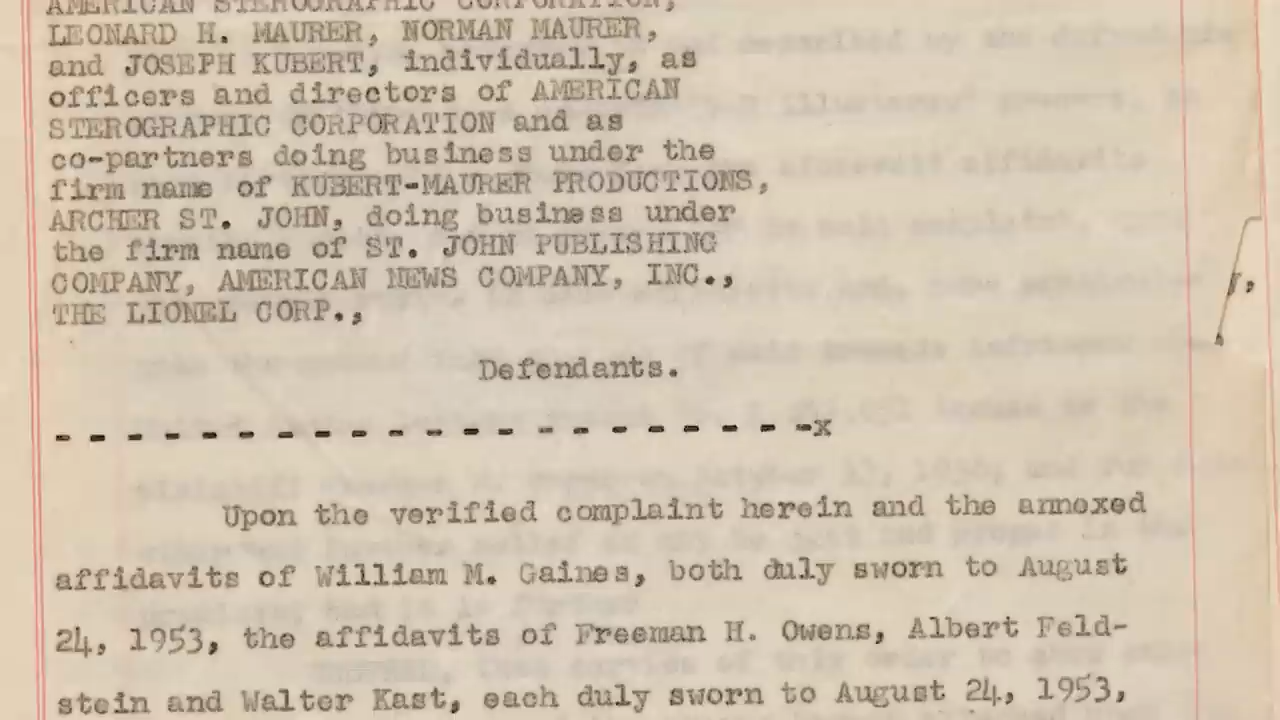 AMERICAN STEROGRAPHIC CORPORATION,
LEONARD H. MAURER, NORMAN MAURER,
and JOSEPH KUBERT, individually, as
officers and directors of AMERICAN
STEROGRAPHIC CORPORATION and as
co-partners doing business under the
firm name of KUBERT-MAURER PRODUCTIONS,
ARCHER ST. JOHN, doing business under
the firm name of ST. JOHN PUBLISHING
COMPANY, AMERICAN NEWS COMPANY, INC.,
THE LIONEL CORP.,
Defendants.
- - - - - - - - - - - - - - - - - - - - -x
Upon the verified complaint herein and the annexed
affidavits of William M. Gaines, both duly sworn to August
24, 1953, the affidavits of Freeman H. Owens, Albert Feld-
stein and Walter Kast, each duly sworn to August 24, 1953,